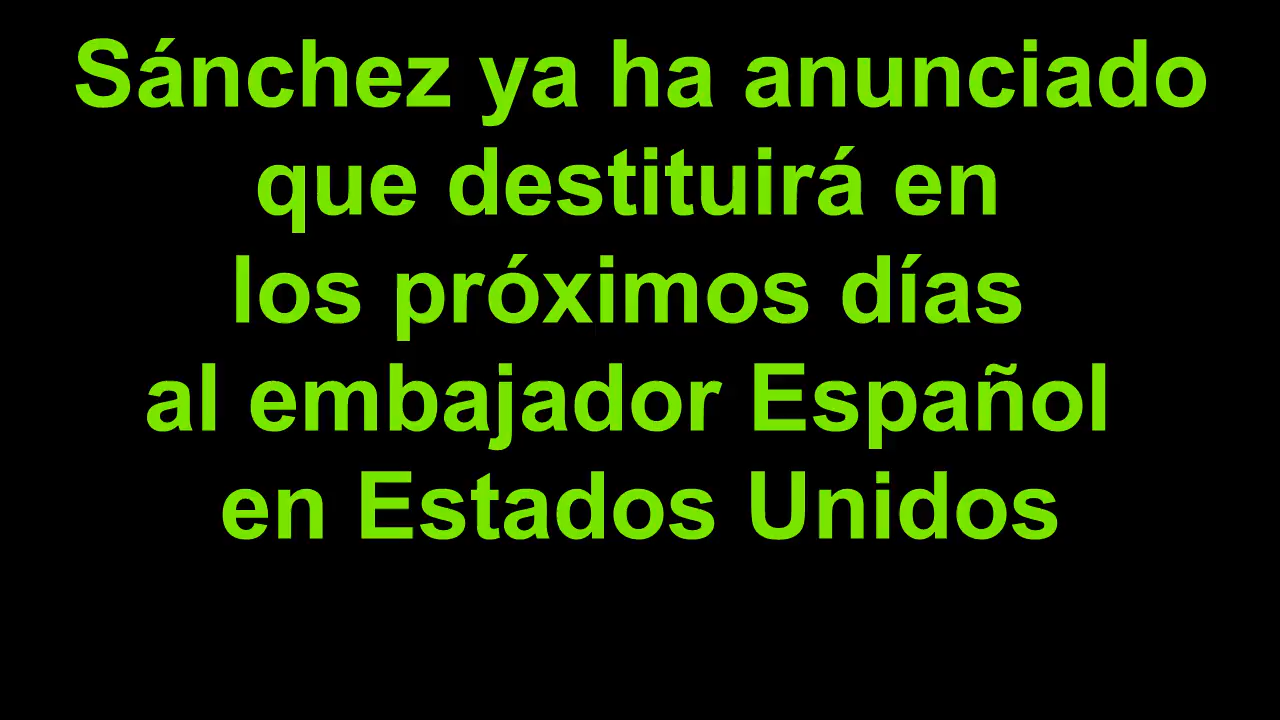 Sánchez ya ha anunciado
que destituirá en
los próximos días
al embajador Español
en Estados Unidos